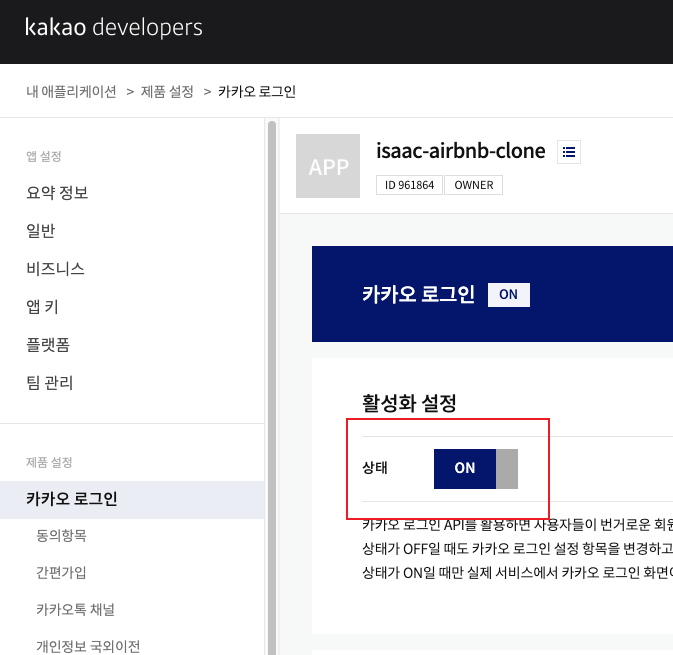 kakao developers
내 애플리케이션 > 제품 설정 > 카카오 로그인
앱 설정
요약 정보
일반
비즈니스
앱 키
플랫폼
팀 관리
제품 설정
카카오 로그인
동의항목
간편가입
카카오톡 채널
개인정보 국외이전
APP
isaac-airbnb-clone
ID 961864
OWNER
카카오 로그인 ON
활성화 설정
상태 ON
카카오 로그인 API를 활용하면 사용자들이 번거로운 회원
상태가 OFF일 때도 카카오 로그인 설정 항목을 변경하고
상태가 ON일 때만 실제 서비스에서 카카오 로그인 화면이